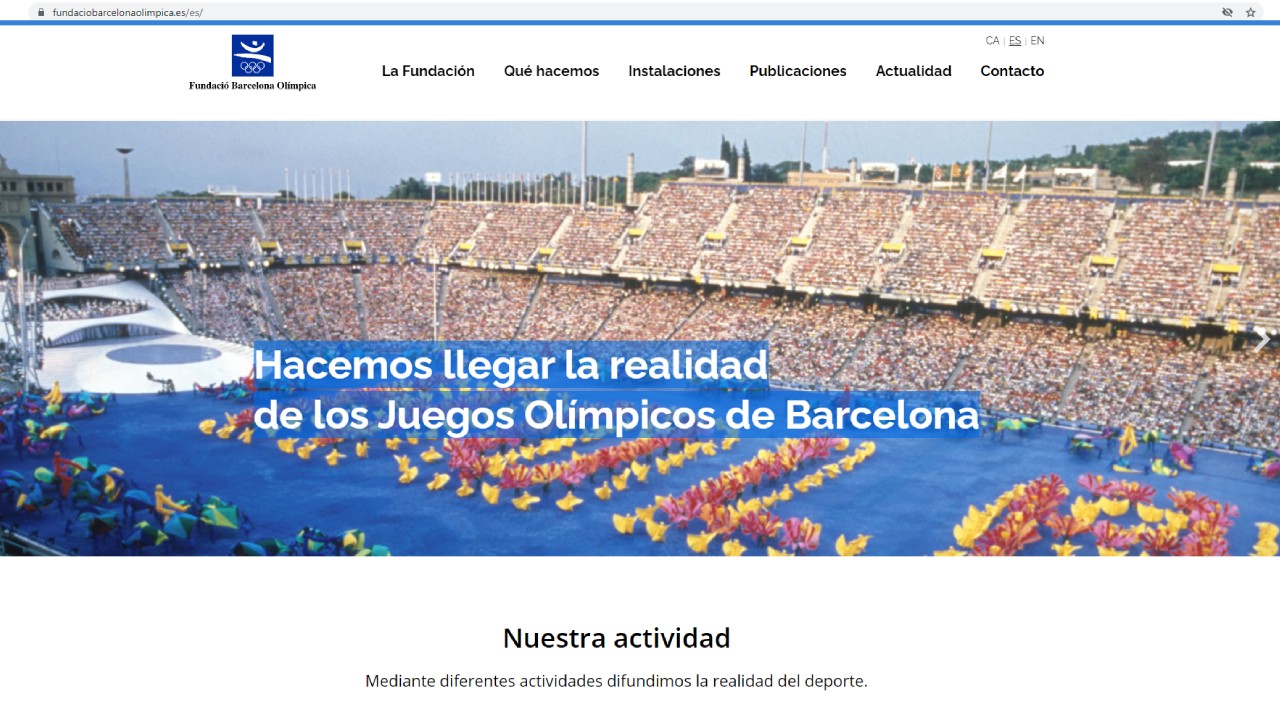 fundaciobarcelonaolimpica.es/es/
CA | ES | EN
Fundació Barcelona Olímpica
La Fundación Qué hacemos Instalaciones Publicaciones Actualidad Contacto
Hacemos llegar la realidad
de los Juegos Olímpicos de Barcelona
Nuestra actividad
Mediante diferentes actividades difundimos la realidad del deporte.